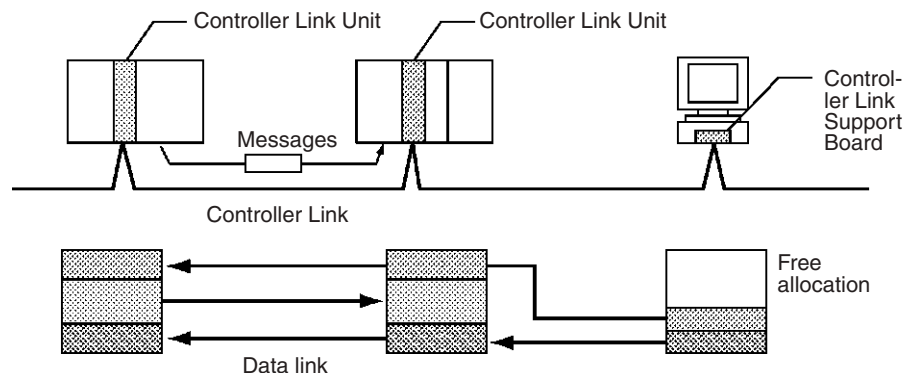 Controller Link Unit
Controller Link Unit
Control-
ler Link
Support
Board
Messages
Controller Link
Free
allocation
Data link